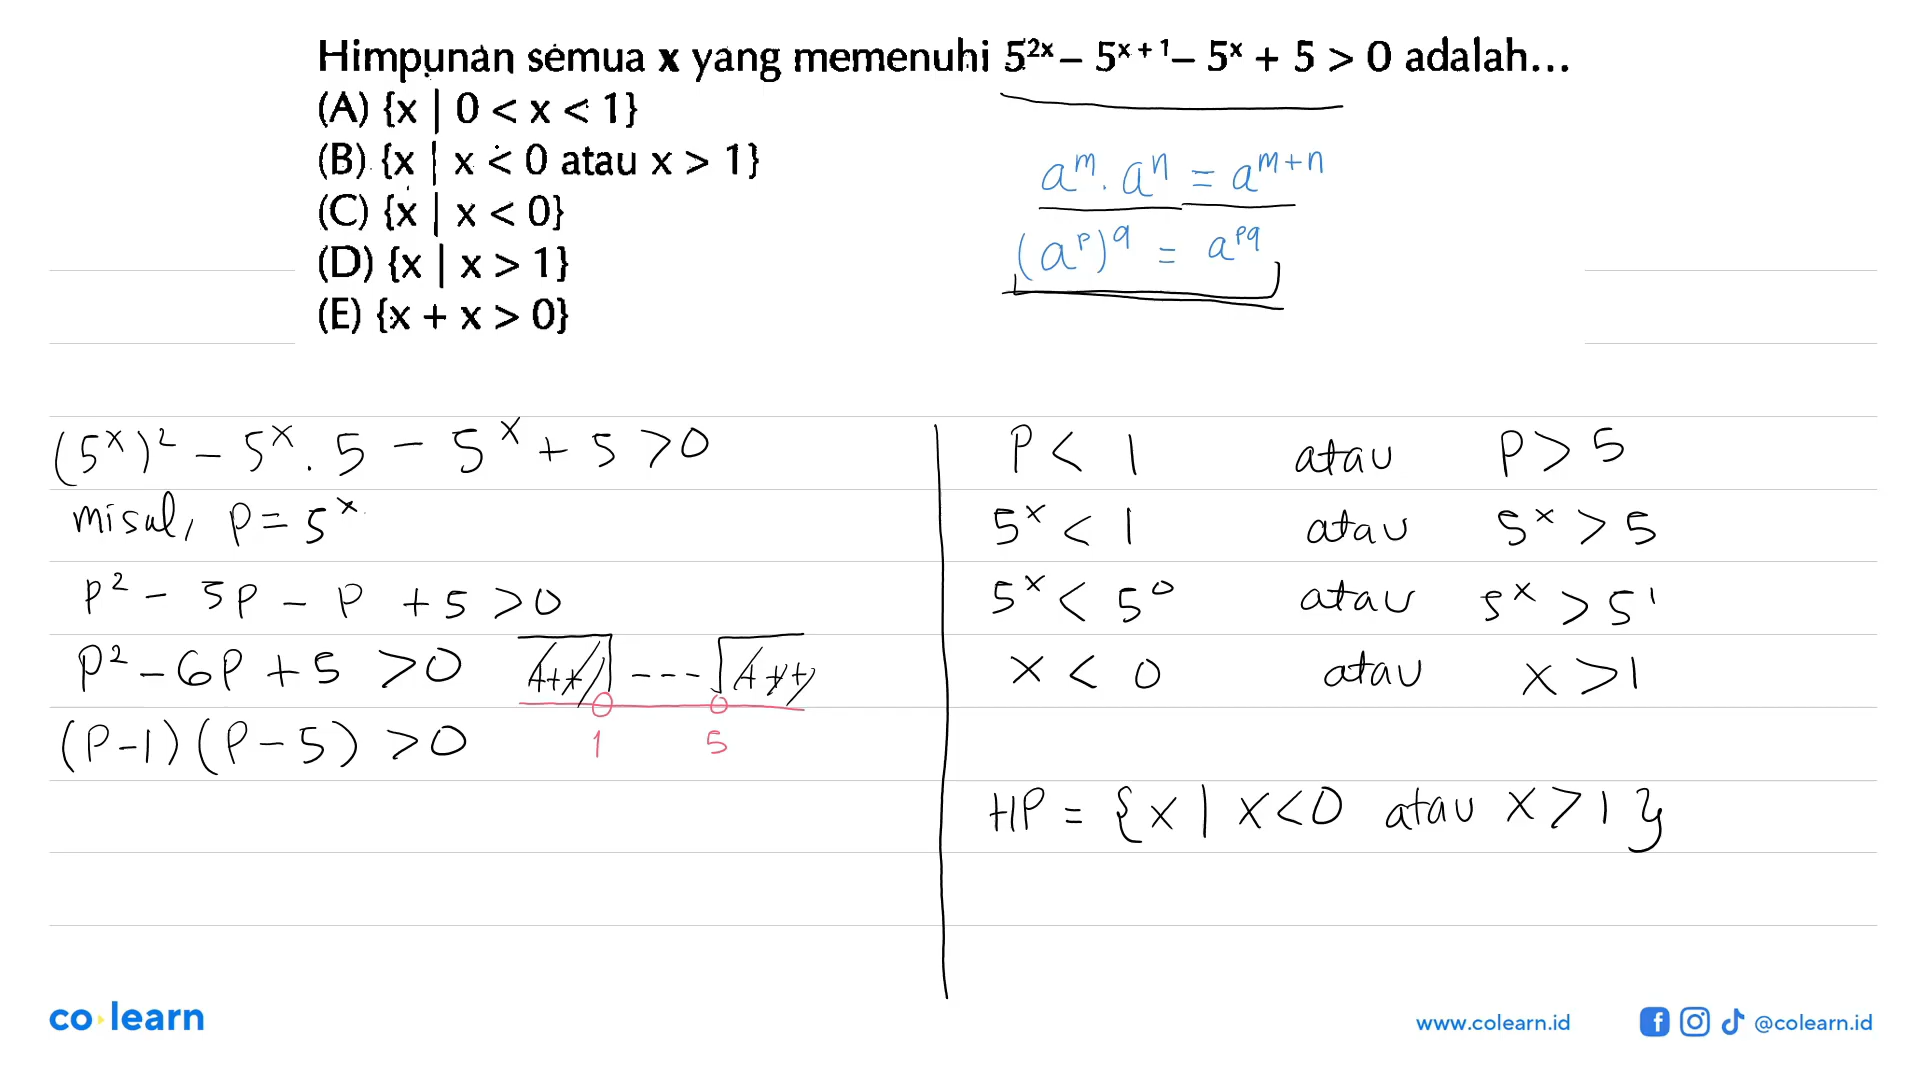 Himpunan semua x yang memenuhi 5^{2x} – 5^{x + 1} – 5^x + 5 > 0 adalah...
(A) {x | 0 < x < 1}
(B) {x | x < 0 atau x > 1}
(C) {x | x < 0}
(D) {x | x > 1}
(E) {x + x > 0}
a^m . a^n = a^{m+n}
(a^p)^q = a^{pq}
(5^x)^2 – 5^x . 5 – 5^x + 5 > 0
misal, p = 5^x
p^2 – 5p – p + 5 > 0
p^2 – 6p + 5 > 0
(p–1)(p–5) > 0
+++ --- +++
1 5
p < 1 atau p > 5
5^x < 1 atau 5^x > 5
5^x < 5^0 atau 5^x > 5^1
x < 0 atau x > 1
HP = {x | x < 0 atau x > 1}
co learn
www.colearn.id
@colearn.id